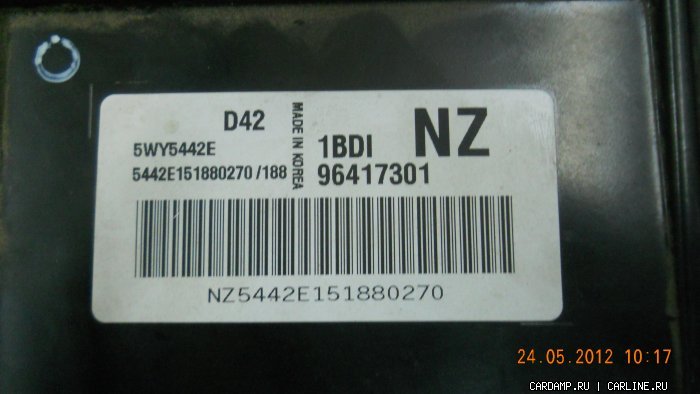 D42
5WY5442E
5442E151880270 /188
MADE IN KOREA
1BDI
NZ
96417301
NZ5442E151880270
24.05.2012 10:17
CARDAMP.RU | CARLINE.RU